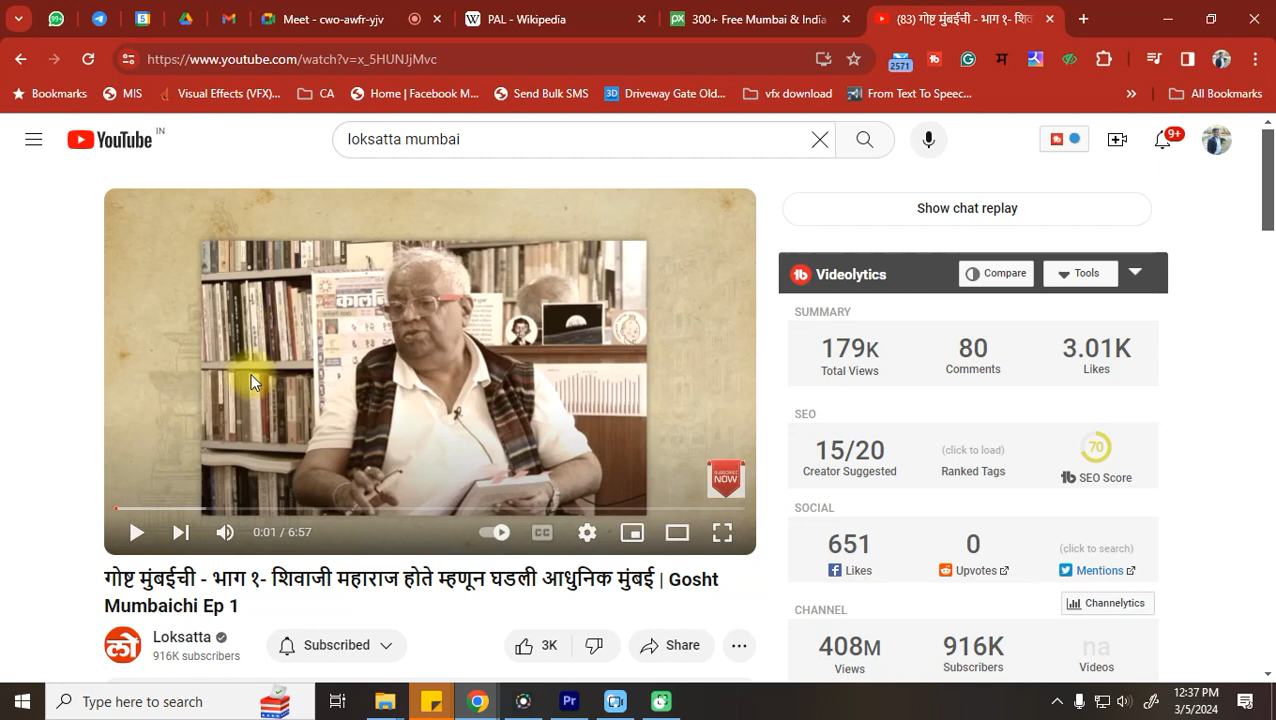 99+
Meet - cwo-awfr-yjv
PAL - Wikipedia
300+ Free Mumbai & India
(83) गोष्ट मुंबईची - भाग १- शिव
https://www.youtube.com/watch?v=x_5HUNJjMvc
2571
Bookmarks
MIS
Visual Effects (VFX)...
CA
Home | Facebook M...
Send Bulk SMS
Driveway Gate Old...
vfx download
From Text To Speec...
All Bookmarks
YouTube IN
loksatta mumbai
9+
Show chat replay
Videolytics
Compare
Tools
SUMMARY
179K
80
3.01K
Total Views
Comments
Likes
SEO
15/20
(click to load)
70
Creator Suggested
Ranked Tags
SEO Score
SOCIAL
651
0
(click to search)
Likes
Upvotes
Mentions
CHANNEL
Channelytics
408M
916K
na
Views
Subscribers
Videos
SUBSCRIBE
NOW
0:01 / 6:57
CC
गोष्ट मुंबईची - भाग १- शिवाजी महाराज होते म्हणून घडली आधुनिक मुंबई | Gosht
Mumbaichi Ep 1
लो
Loksatta
916K subscribers
Subscribed
3K
Share
Type here to search
Pr
12:37 PM
3/5/2024